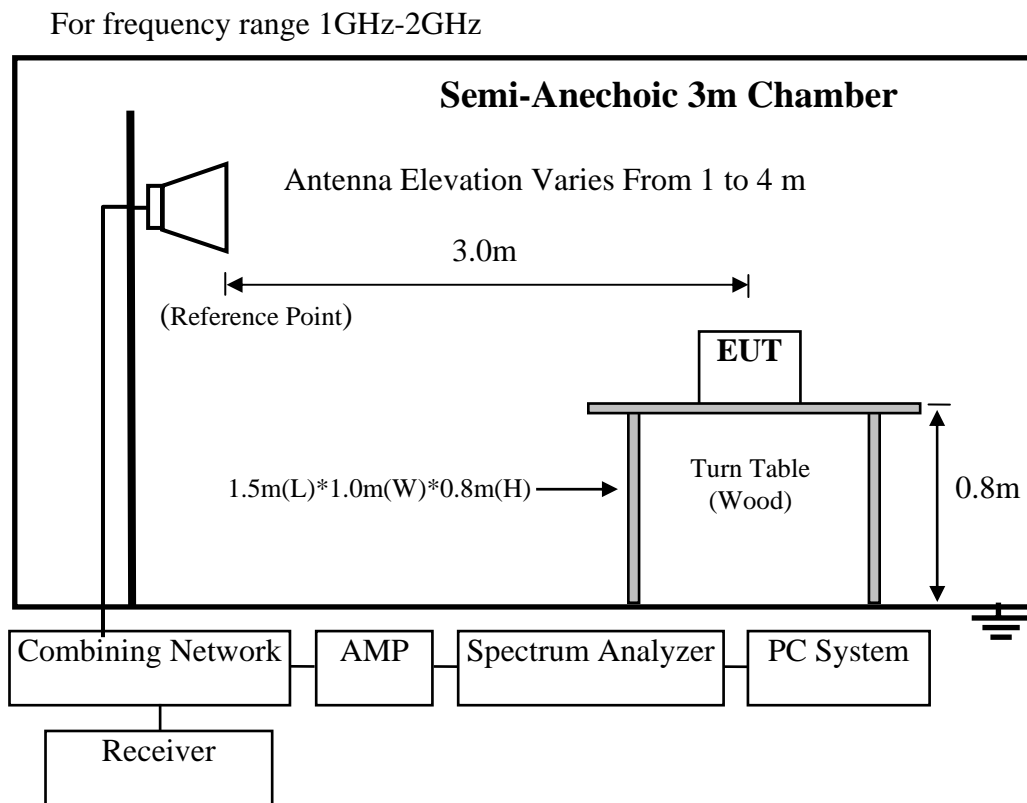 For frequency range 1GHz-2GHz
Semi-Anechoic 3m Chamber
Antenna Elevation Varies From 1 to 4 m
3.0m
(Reference Point)
EUT
Turn Table
(Wood)
1.5m(L)*1.0m(W)*0.8m(H)
0.8m
Combining Network
AMP
Spectrum Analyzer
PC System
Receiver